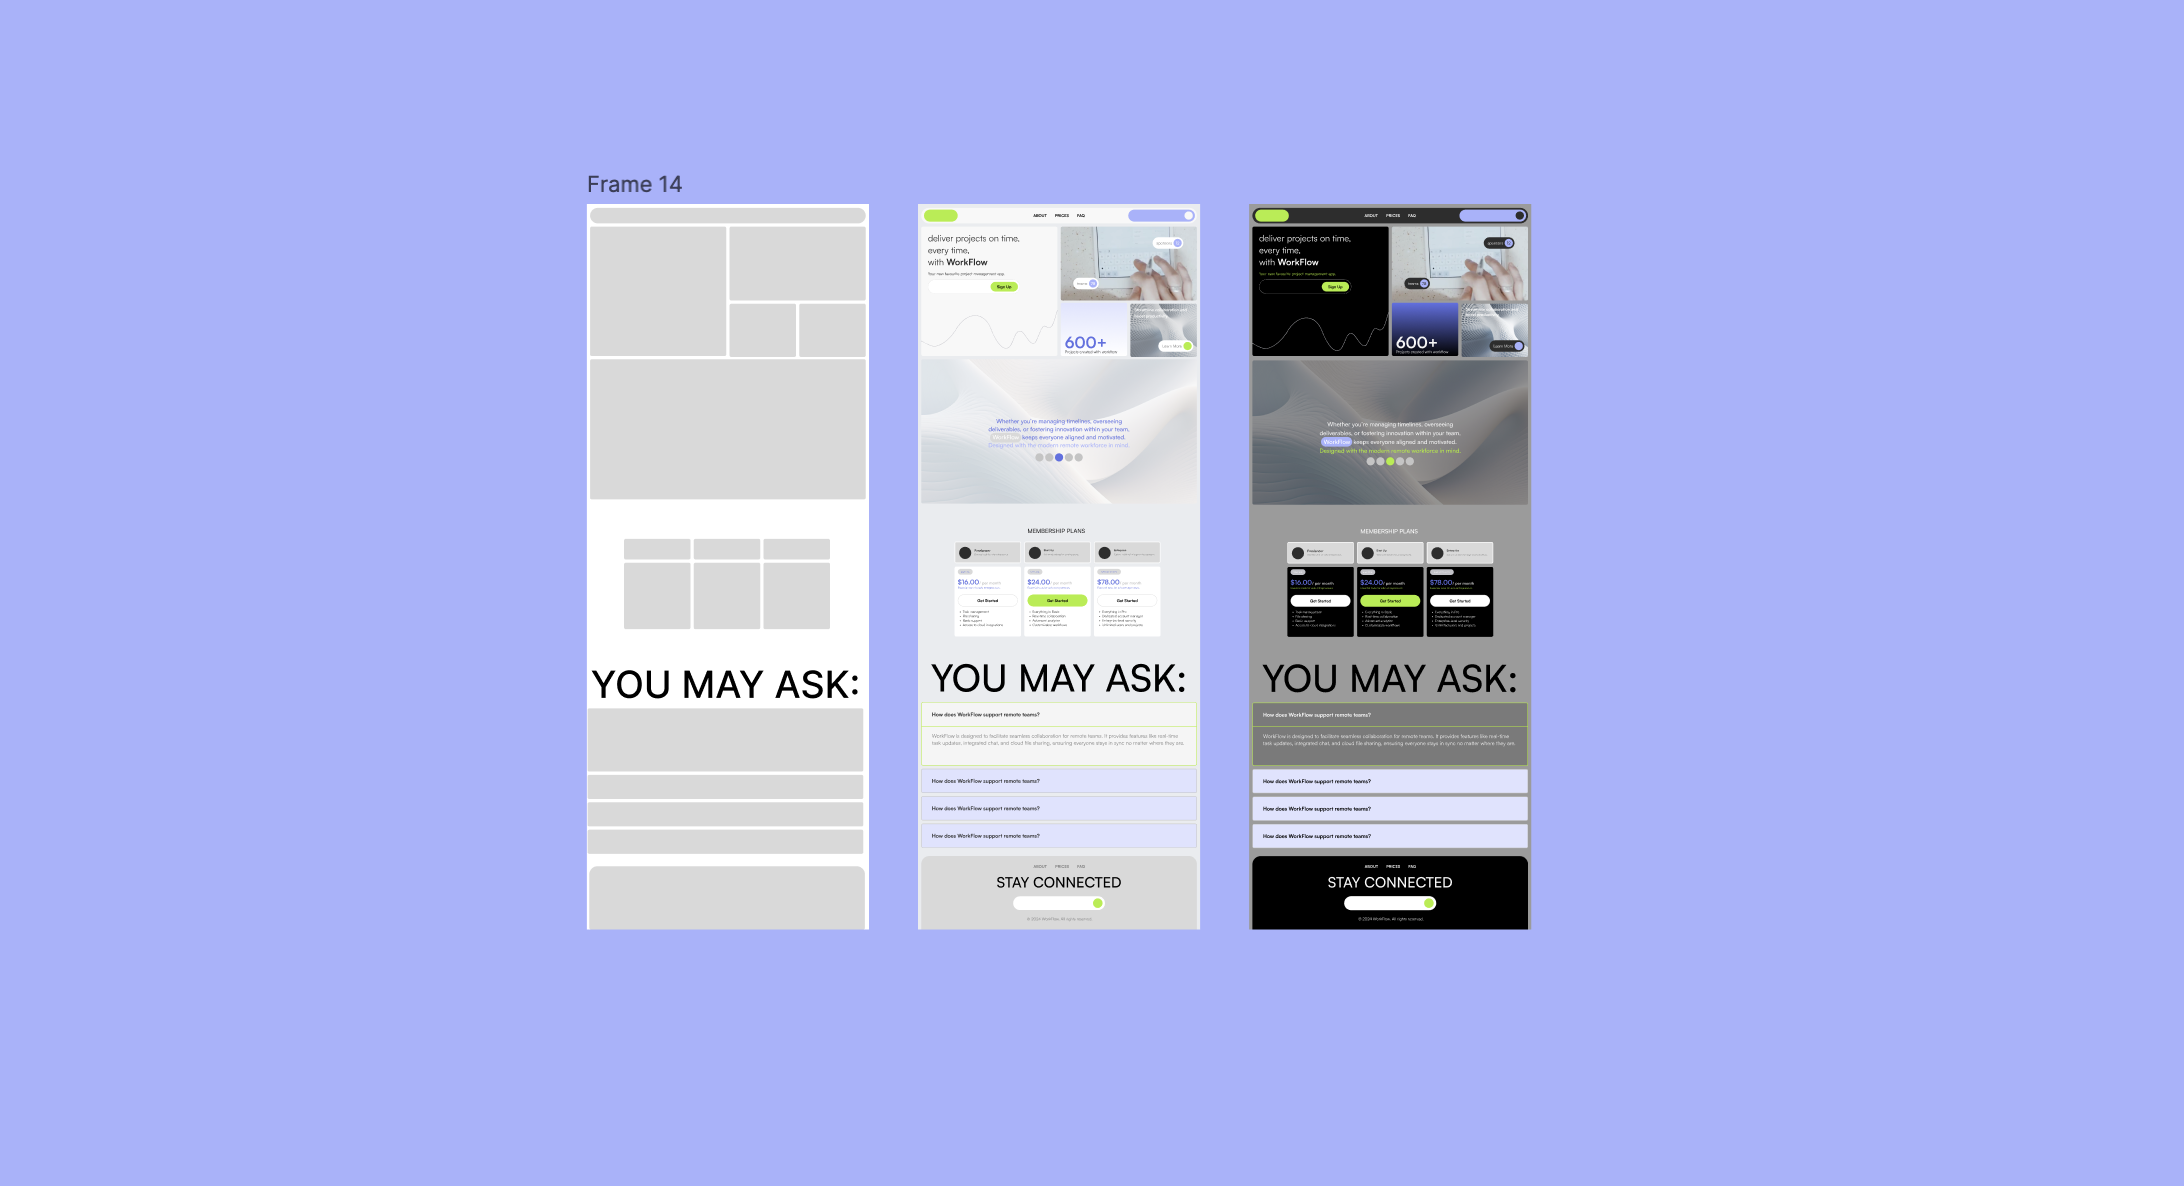 Frame 14
YOU MAY ASK:
ABOUT PRICES FAQ
deliver projects on time,
every time,
with WorkFlow
Your new favourite project management app.
Sign Up
600+
Projects created with workflow
Learn More
Whether you're managing timelines, overseeing
deliverables, or fostering innovation within your team,
WorkFlow keeps everyone aligned and motivated.
Designed with the modern remote workforce in mind.
MEMBERSHIP PLANS
Freelancer
Start Up
Enterprise
$16.00/ per month
$24.00/ per month
$78.00/ per month
Get Started
Get Started
Get Started
YOU MAY ASK:
How does WorkFlow support remote teams?
WorkFlow is designed to facilitate seamless collaboration for remote teams. It provides features like real-time
task updates, integrated chat, and cloud file sharing, ensuring everyone stays in sync no matter where they are.
How does WorkFlow support remote teams?
How does WorkFlow support remote teams?
How does WorkFlow support remote teams?
ABOUT PRICES FAQ
STAY CONNECTED
© 2024 WorkFlow. All rights reserved.
ABOUT PRICES FAQ
deliver projects on time,
every time,
with WorkFlow
Your new favourite project management app.
Sign Up
600+
Projects created with workflow
Learn More
Whether you're managing timelines, overseeing
deliverables, or fostering innovation within your team,
WorkFlow keeps everyone aligned and motivated.
Designed with the modern remote workforce in mind.
MEMBERSHIP PLANS
Freelancer
Start Up
Enterprise
$16.00/ per month
$24.00/ per month
$78.00/ per month
Get Started
Get Started
Get Started
YOU MAY ASK:
How does WorkFlow support remote teams?
WorkFlow is designed to facilitate seamless collaboration for remote teams. It provides features like real-time
task updates, integrated chat, and cloud file sharing, ensuring everyone stays in sync no matter where they are.
How does WorkFlow support remote teams?
How does WorkFlow support remote teams?
How does WorkFlow support remote teams?
ABOUT PRICES FAQ
STAY CONNECTED
© 2024 WorkFlow. All rights reserved.